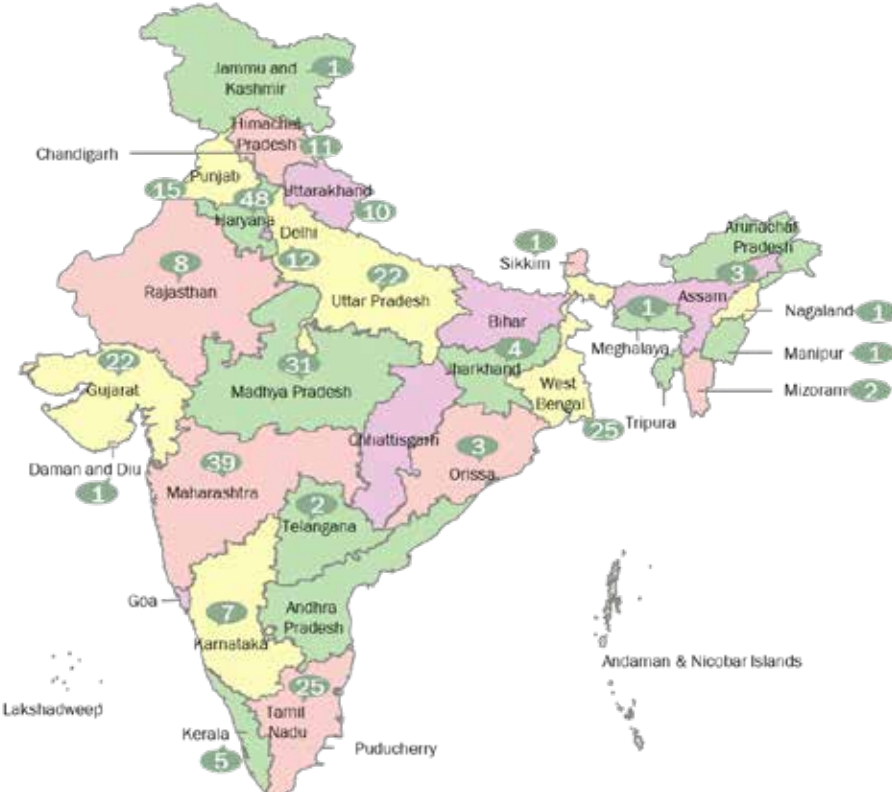 Jammu and
Kashmir
1
Himachal
Pradesh
11
Chandigarh
Punjab
15
48
Haryana
Uttarakhand
10
Delhi
12
8
Rajasthan
22
Uttar Pradesh
1
Sikkim
Arunachal
Pradesh
3
Assam
Nagaland
1
Bihar
1
Meghalaya
Manipur
1
4
Jharkhand
Mizoram
2
22
Gujarat
31
Madhya Pradesh
West
Bengal
25
Tripura
Chhattisgarh
3
Orissa
Daman and Diu
1
39
Maharashtra
2
Telangana
Goa
7
Karnataka
Andhra
Pradesh
Andaman & Nicobar Islands
25
Tamil
Nadu
Lakshadweep
Kerala
5
Puducherry